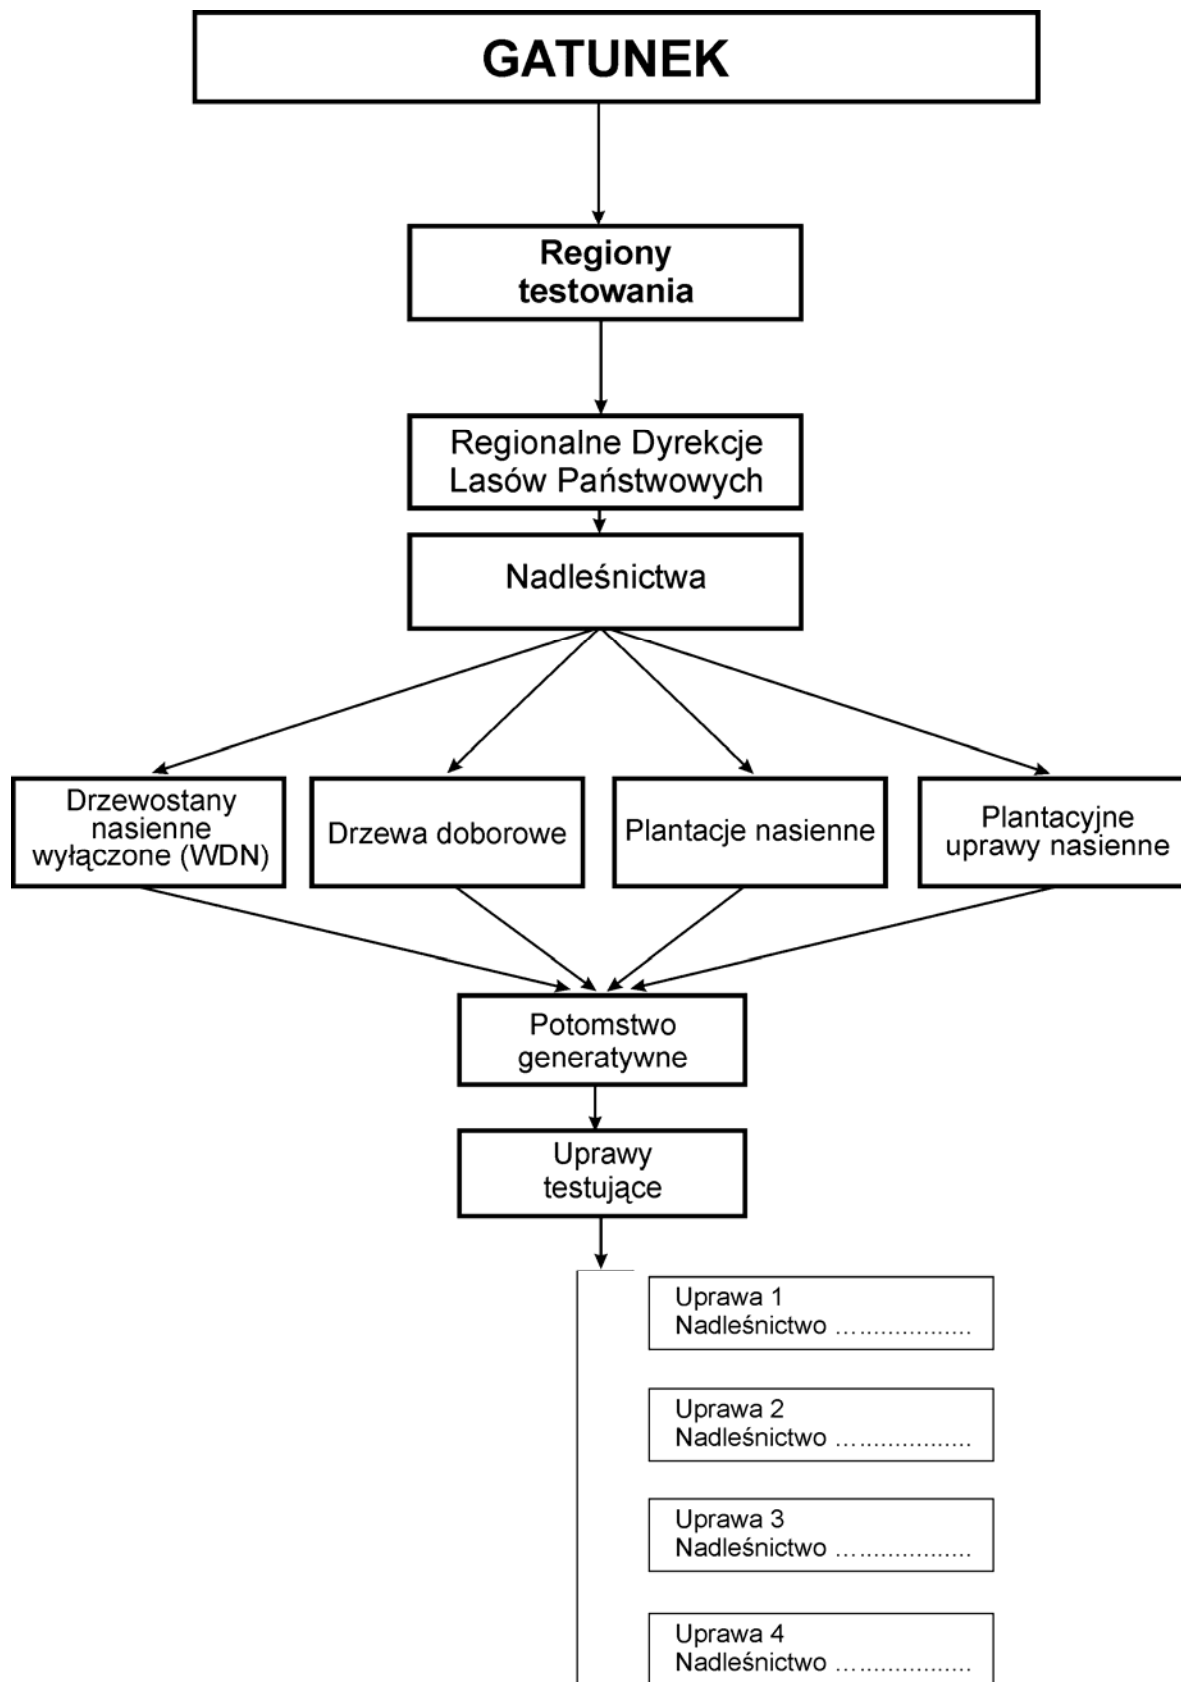 GATUNEK
Regiony
testowania
Regionalne Dyrekcje
Lasów Państwowych
Nadleśnictwa
Drzewostany
nasienne
wyłączone (WDN)
Drzewa doborowe
Plantacje nasienne
Plantacyjne
uprawy nasienne
Potomstwo
generatywne
Uprawy
testujące
Uprawa 1
Nadleśnictwo ….................
Uprawa 2
Nadleśnictwo ….................
Uprawa 3
Nadleśnictwo ….................
Uprawa 4
Nadleśnictwo ….................